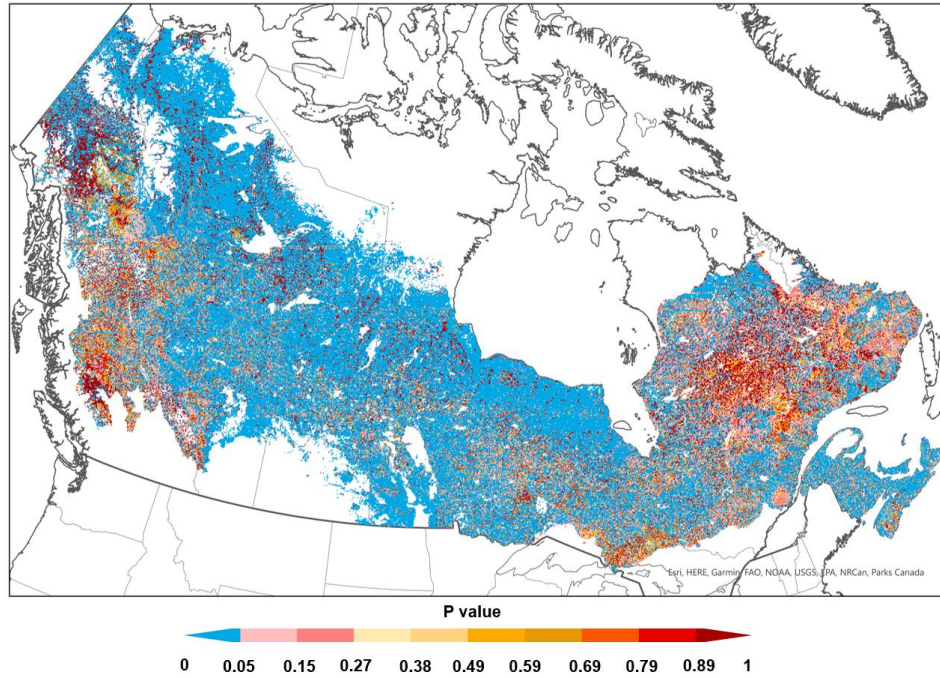 Esri, HERE, Garmin, FAO, NOAA, USGS, EPA, NRCan, Parks Canada
P value
0 0.05 0.15 0.27 0.38 0.49 0.59 0.69 0.79 0.89 1